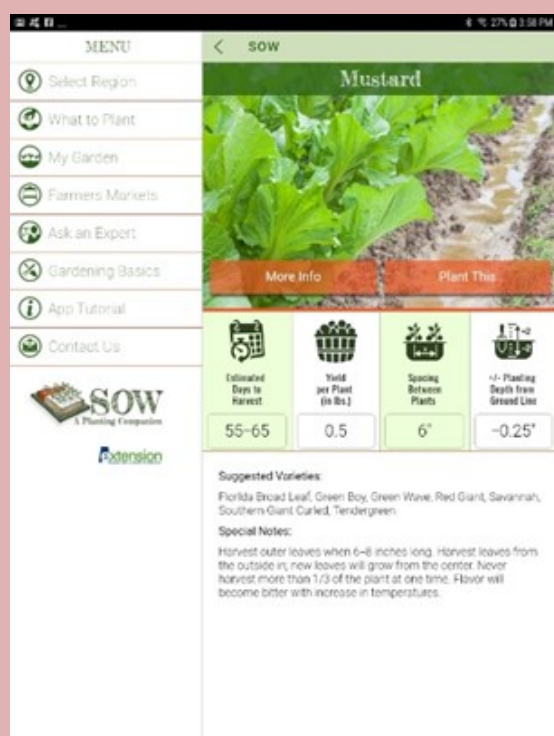 27% 3:58 PM
MENU
Select Region
What to Plant
My Garden
Farmers Markets
Ask an Expert
Gardening Basics
App Tutorial
Contact Us
SOW
A Planting Companion
extension
SOW
Mustard
More Info
Plant This
Estimated
Days to
Harvest
55-65
Yield
per Plant
(in lbs.)
0.5
Spacing
Between
Plants
6"
+/- Planting
Depth from
Ground Line
-0.25"
Suggested Varieties:
Florida Broad Leaf, Green Boy, Green Wave, Red Giant, Savannah,
Southern Giant Curled, Tendergreen
Special Notes:
Harvest outer leaves when 6-8 inches long. Harvest leaves from
the outside in; new leaves will grow from the center. Never
harvest more than 1/3 of the plant at one time. Flavor will
become bitter with increase in temperatures.